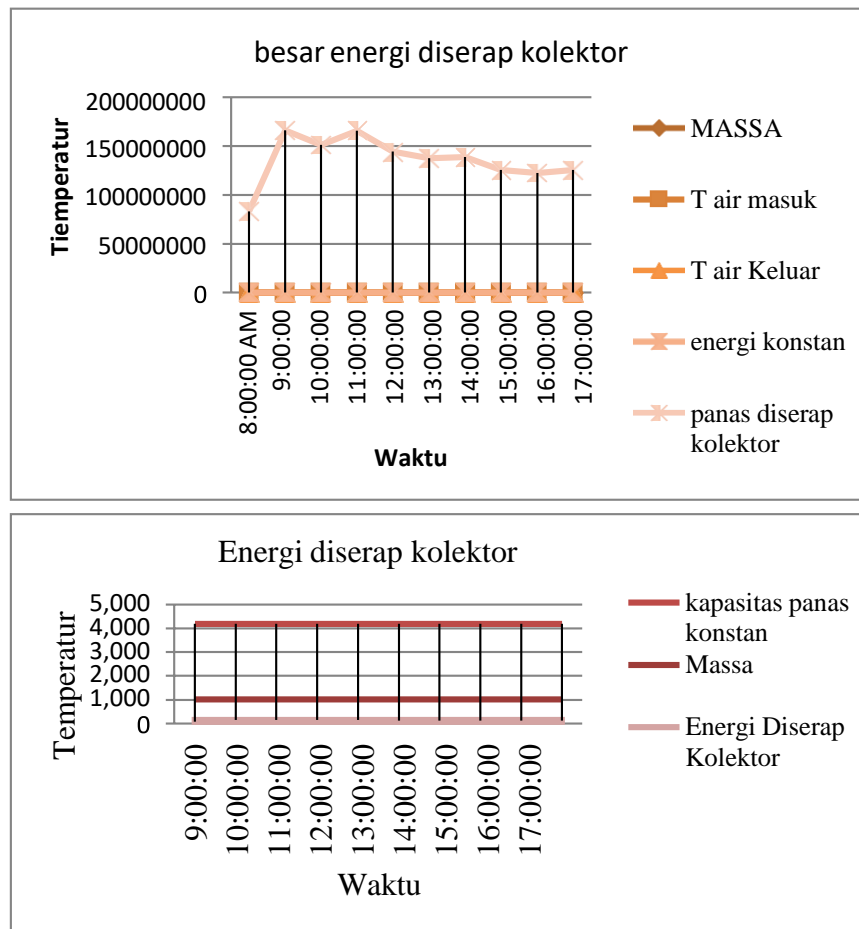 besar energi diserap kolektor
Tiemperatur
200000000
150000000
100000000
50000000
0
8:00:00 AM
9:00:00
10:00:00
11:00:00
12:00:00
13:00:00
14:00:00
15:00:00
16:00:00
17:00:00
Waktu
MASSA
T air masuk
T air Keluar
energi konstan
panas diserap
kolektor
Energi diserap kolektor
Temperatur
5,000
4,000
3,000
2,000
1,000
0
9:00:00
10:00:00
11:00:00
12:00:00
13:00:00
14:00:00
15:00:00
16:00:00
17:00:00
Waktu
kapasitas panas
konstan
Massa
Energi Diserap
Kolektor